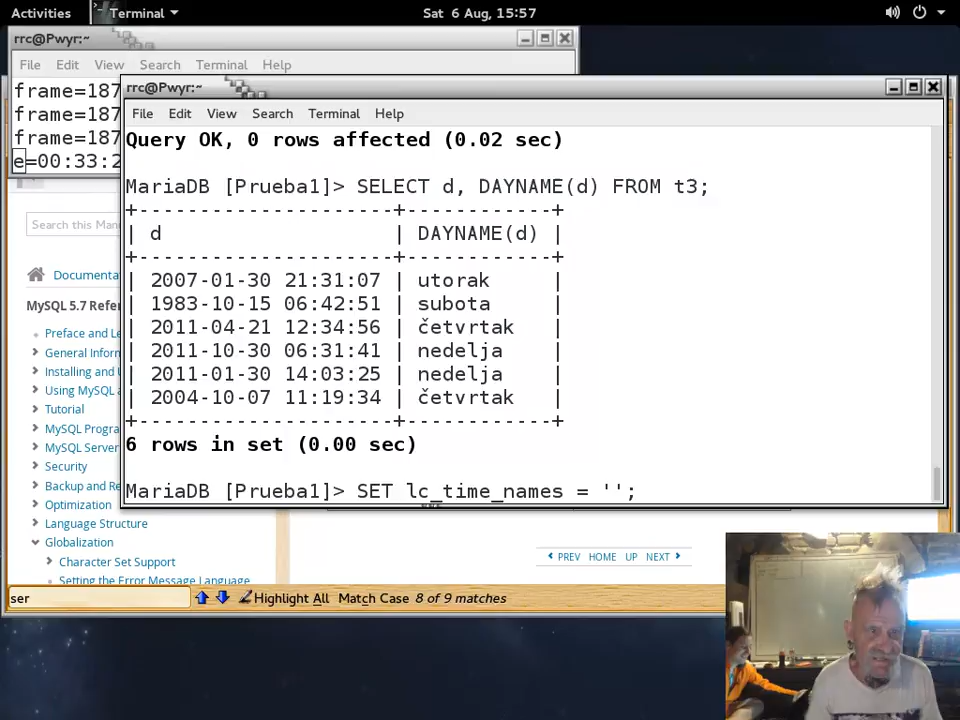 Activities
Terminal
Sat 6 Aug, 15:57
rrc@Pwyr:~
File Edit View Search Terminal Help
frame=187
frame=187
frame=187
e=00:33:2
rrc@Pwyr:~
File Edit View Search Terminal Help
Query OK, 0 rows affected (0.02 sec)
MariaDB [Prueba1]> SELECT d, DAYNAME(d) FROM t3;
+---------------------+------------+
| d                   | DAYNAME(d) |
+---------------------+------------+
| 2007-01-30 21:31:07 | utorak     |
| 1983-10-15 06:42:51 | subota     |
| 2011-04-21 12:34:56 | četvrtak   |
| 2011-10-30 06:31:41 | nedelja    |
| 2011-01-30 14:03:25 | nedelja    |
| 2004-10-07 11:19:34 | četvrtak   |
+---------------------+------------+
6 rows in set (0.00 sec)
MariaDB [Prueba1]> SET lc_time_names = '';
Search this Man
Documenta
MySQL 5.7 Refer
Preface and Le
General Inform
Installing and
Using MySQL a
Tutorial
MySQL Progra
MySQL Server
Security
Backup and Re
Optimization
Language Structure
Globalization
Character Set Support
Setting the Error Message Language
PREV HOME UP NEXT
ser
Highlight All Match Case 8 of 9 matches